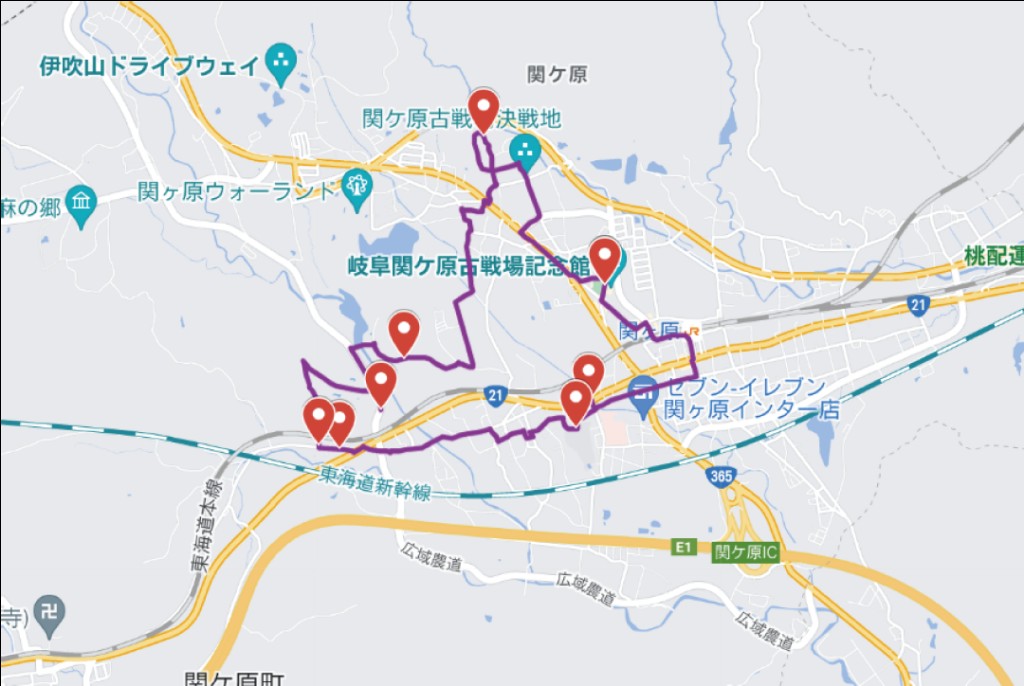 伊吹山ドライブウェイ
関ケ原
関ケ原古戦 決戦地
関ヶ原ウォーランド
麻の郷
岐阜関ケ原古戦場記念館
桃配運
21
関ヶ原
JR
21
セブン-イレブン
関ヶ原インター店
365
東海道新幹線
東海道本線
E1
関ケ原IC
広域農道
広域農道
広域農道
寺)
関ケ原町